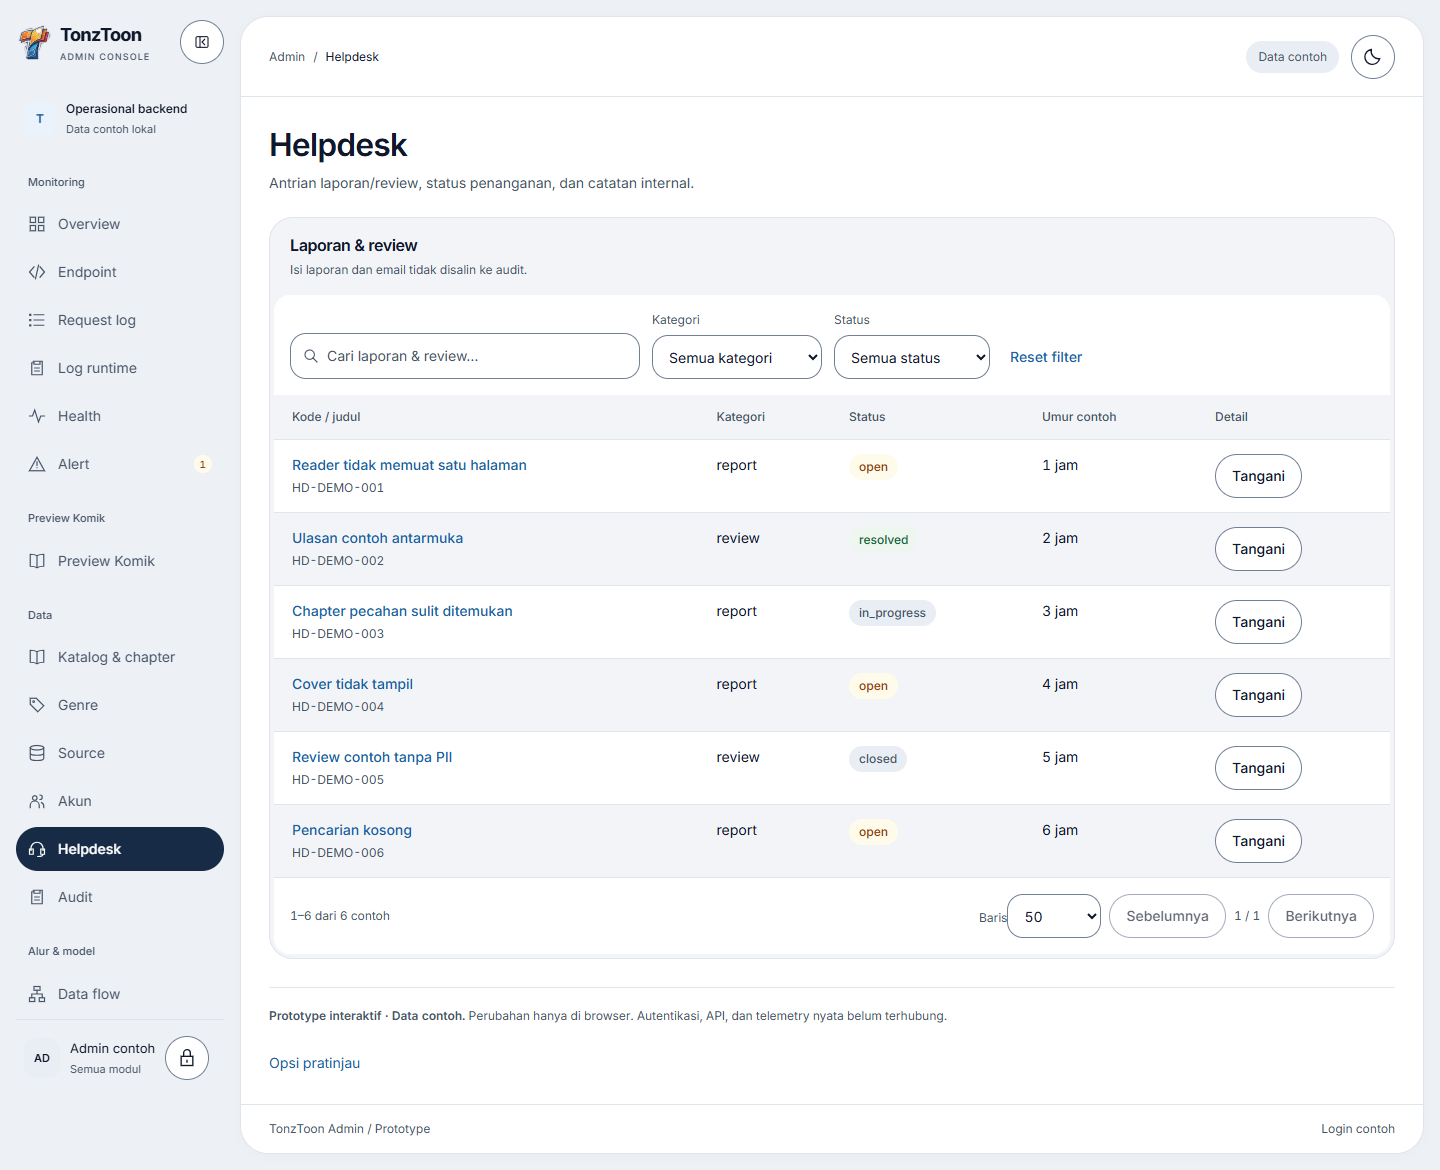 TonzToon
ADMIN CONSOLE
T
Operasional backend
Data contoh lokal
Monitoring
Overview
Endpoint
Request log
Log runtime
Health
Alert 1
Preview Komik
Preview Komik
Data
Katalog & chapter
Genre
Source
Akun
Helpdesk
Audit
Alur & model
Data flow
AD
Admin contoh
Semua modul
Admin / Helpdesk
Data contoh
Helpdesk
Antrian laporan/review, status penanganan, dan catatan internal.
Laporan & review
Isi laporan dan email tidak disalin ke audit.
Kategori Status
Cari laporan & review... Semua kategori Semua status Reset filter
Kode / judul Kategori Status Umur contoh Detail
Reader tidak memuat satu halaman report open 1 jam Tangani
HD-DEMO-001
Ulasan contoh antarmuka review resolved 2 jam Tangani
HD-DEMO-002
Chapter pecahan sulit ditemukan report in_progress 3 jam Tangani
HD-DEMO-003
Cover tidak tampil report open 4 jam Tangani
HD-DEMO-004
Review contoh tanpa PII review closed 5 jam Tangani
HD-DEMO-005
Pencarian kosong report open 6 jam Tangani
HD-DEMO-006
1–6 dari 6 contoh Baris 50 Sebelumnya 1 / 1 Berikutnya
Prototype interaktif · Data contoh. Perubahan hanya di browser. Autentikasi, API, dan telemetry nyata belum terhubung.
Opsi pratinjau
TonzToon Admin / Prototype Login contoh